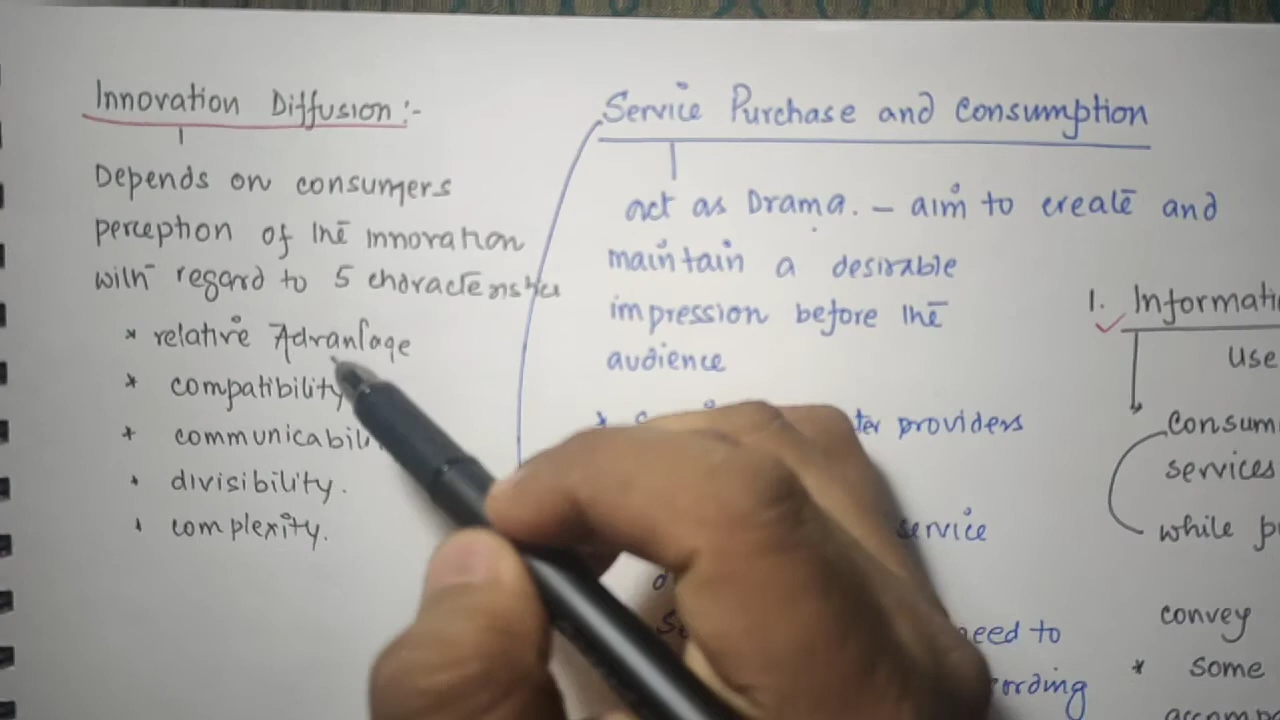 Innovation Diffusion :-
Depends on consumers
perception of the innovation
with regard to 5 characteristics
* relative Advantage
* compatibility
* communicabili
* divisibility.
* complexity.
Service Purchase and Consumption
act as Drama. – aim to create and
maintain a desirable
impression before the
audience
* providers
service
need to
1. Informati
use
Consum
services
while p
convey
* some